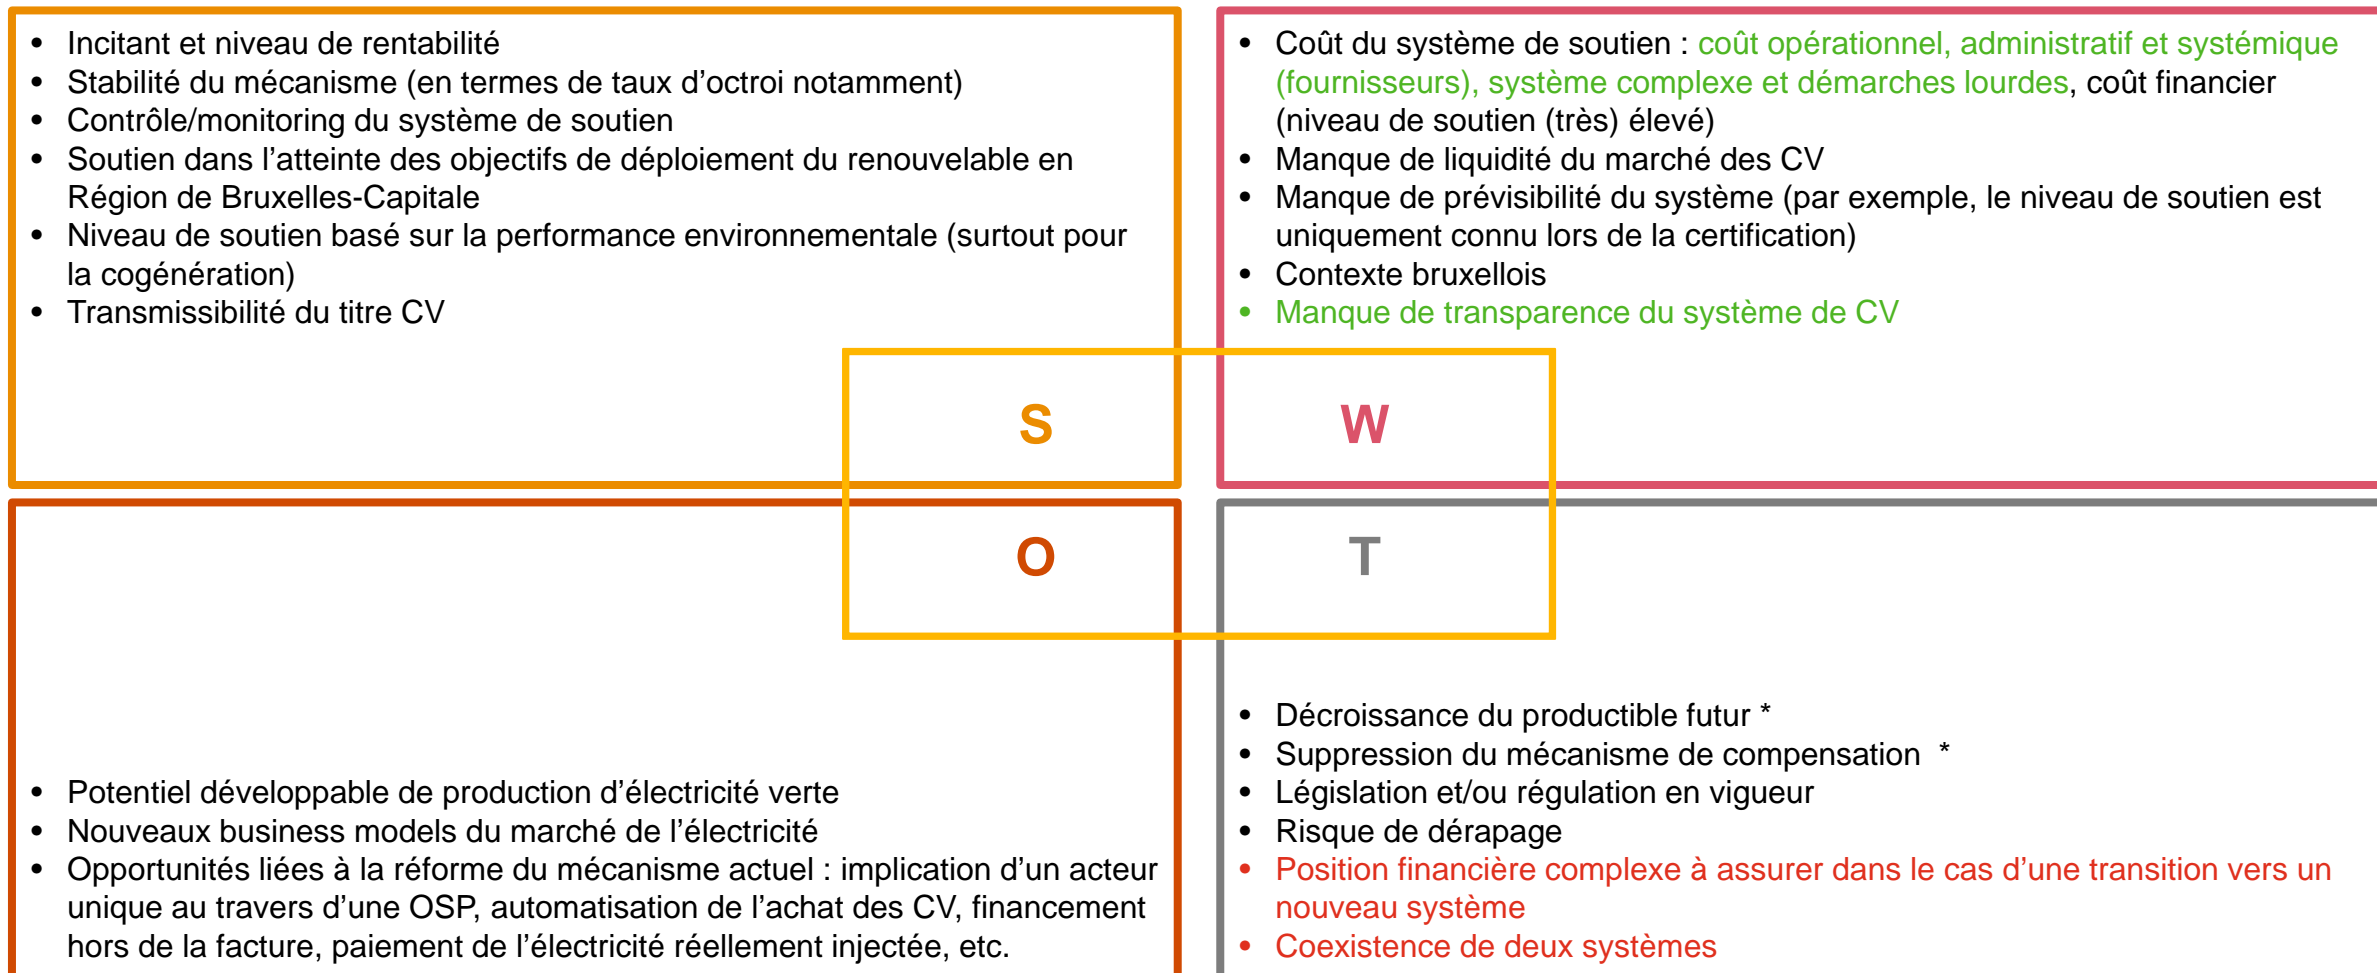 • Incitant et niveau de rentabilité
• Stabilité du mécanisme (en termes de taux d’octroi notamment)
• Contrôle/monitoring du système de soutien
• Soutien dans l’atteinte des objectifs de déploiement du renouvelable en
Région de Bruxelles-Capitale
• Niveau de soutien basé sur la performance environnementale (surtout pour
la cogénération)
• Transmissibilité du titre CV
• Coût du système de soutien : coût opérationnel, administratif et systémique
(fournisseurs), système complexe et démarches lourdes, coût financier
(niveau de soutien (très) élevé)
• Manque de liquidité du marché des CV
• Manque de prévisibilité du système (par exemple, le niveau de soutien est
uniquement connu lors de la certification)
• Contexte bruxellois
• Manque de transparence du système de CV
S
W
O
T
• Potentiel développable de production d’électricité verte
• Nouveaux business models du marché de l’électricité
• Opportunités liées à la réforme du mécanisme actuel : implication d’un acteur
unique au travers d’une OSP, automatisation de l’achat des CV, financement
hors de la facture, paiement de l’électricité réellement injectée, etc.
• Décroissance du productible futur *
• Suppression du mécanisme de compensation *
• Législation et/ou régulation en vigueur
• Risque de dérapage
• Position financière complexe à assurer dans le cas d’une transition vers un
nouveau système
• Coexistence de deux systèmes